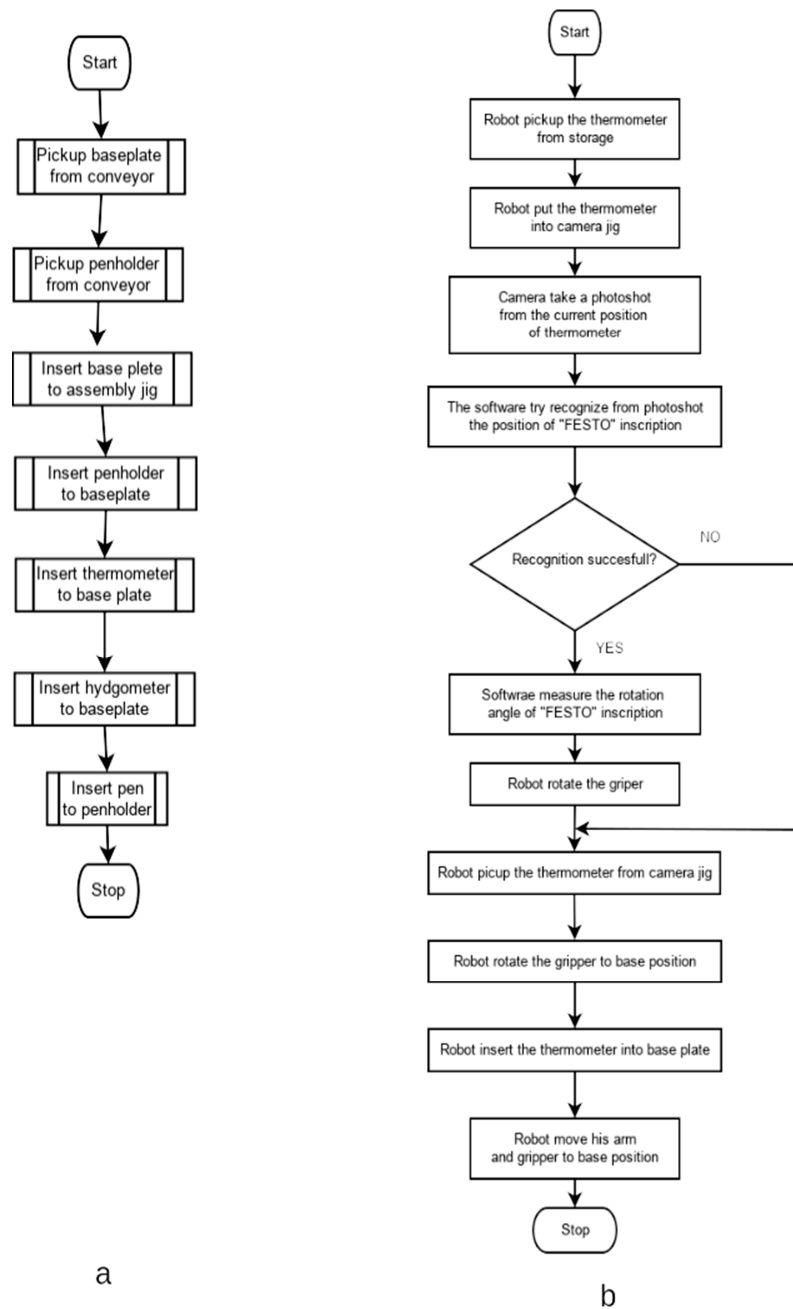 Start
Pickup baseplate
from conveyor
Pickup penholder
from conveyor
Insert base plete
to assembly jig
Insert penholder
to baseplate
Insert thermometer
to base plate
Insert hydgometer
to baseplate
Insert pen
to penholder
Stop
a
Start
Robot pickup the thermometer
from storage
Robot put the thermometer
into camera jig
Camera take a photoshot
from the current position
of thermometer
The software try recognize from photoshot
the position of "FESTO" inscription
Recognition succesfull?
NO
YES
Softwrae measure the rotation
angle of "FESTO" inscription
Robot rotate the griper
Robot picup the thermometer from camera jig
Robot rotate the gripper to base position
Robot insert the thermometer into base plate
Robot move his arm
and gripper to base position
Stop
b